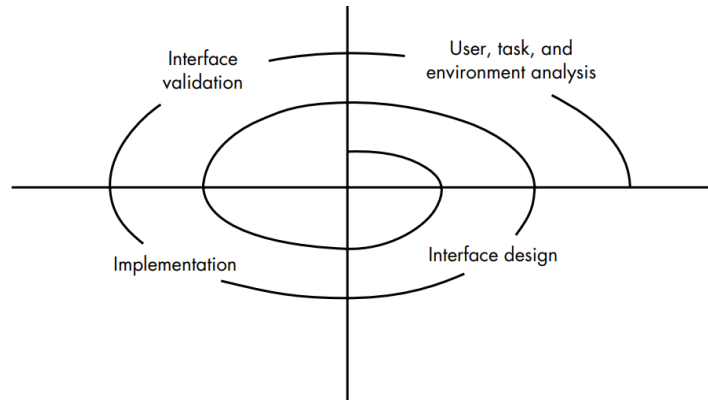 Interface
validation
User, task, and
environment analysis
Implementation
Interface design